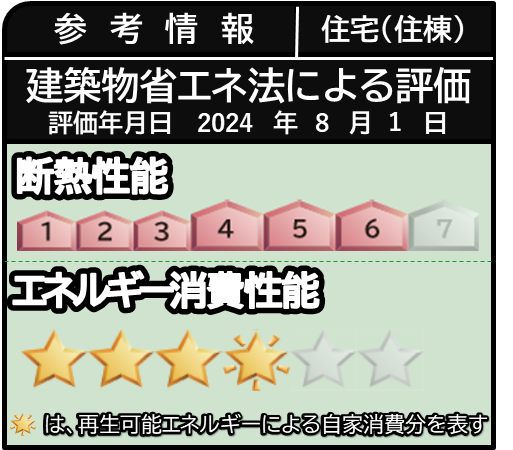 参考情報 住宅(住棟)
建築物省エネ法による評価
評価年月日 2024 年 8 月 1 日
断熱性能
1 2 3 4 5 6 7
エネルギー消費性能
は、再生可能エネルギーによる自家消費分を表す